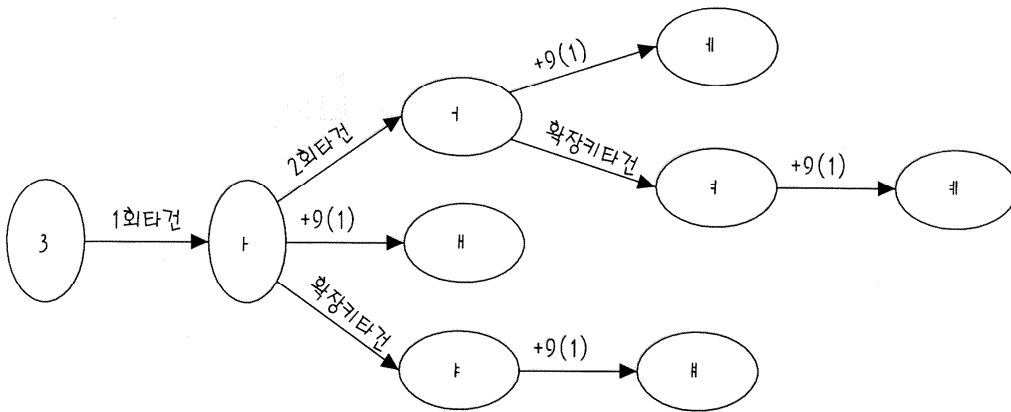 +9(1)
ㅔ
2회타건
ㅓ
확장키타건
ㅕ
+9(1)
ㅖ
3
1회타건
ㅏ
+9(1)
ㅐ
확장키타건
ㅑ
+9(1)
ㅒ